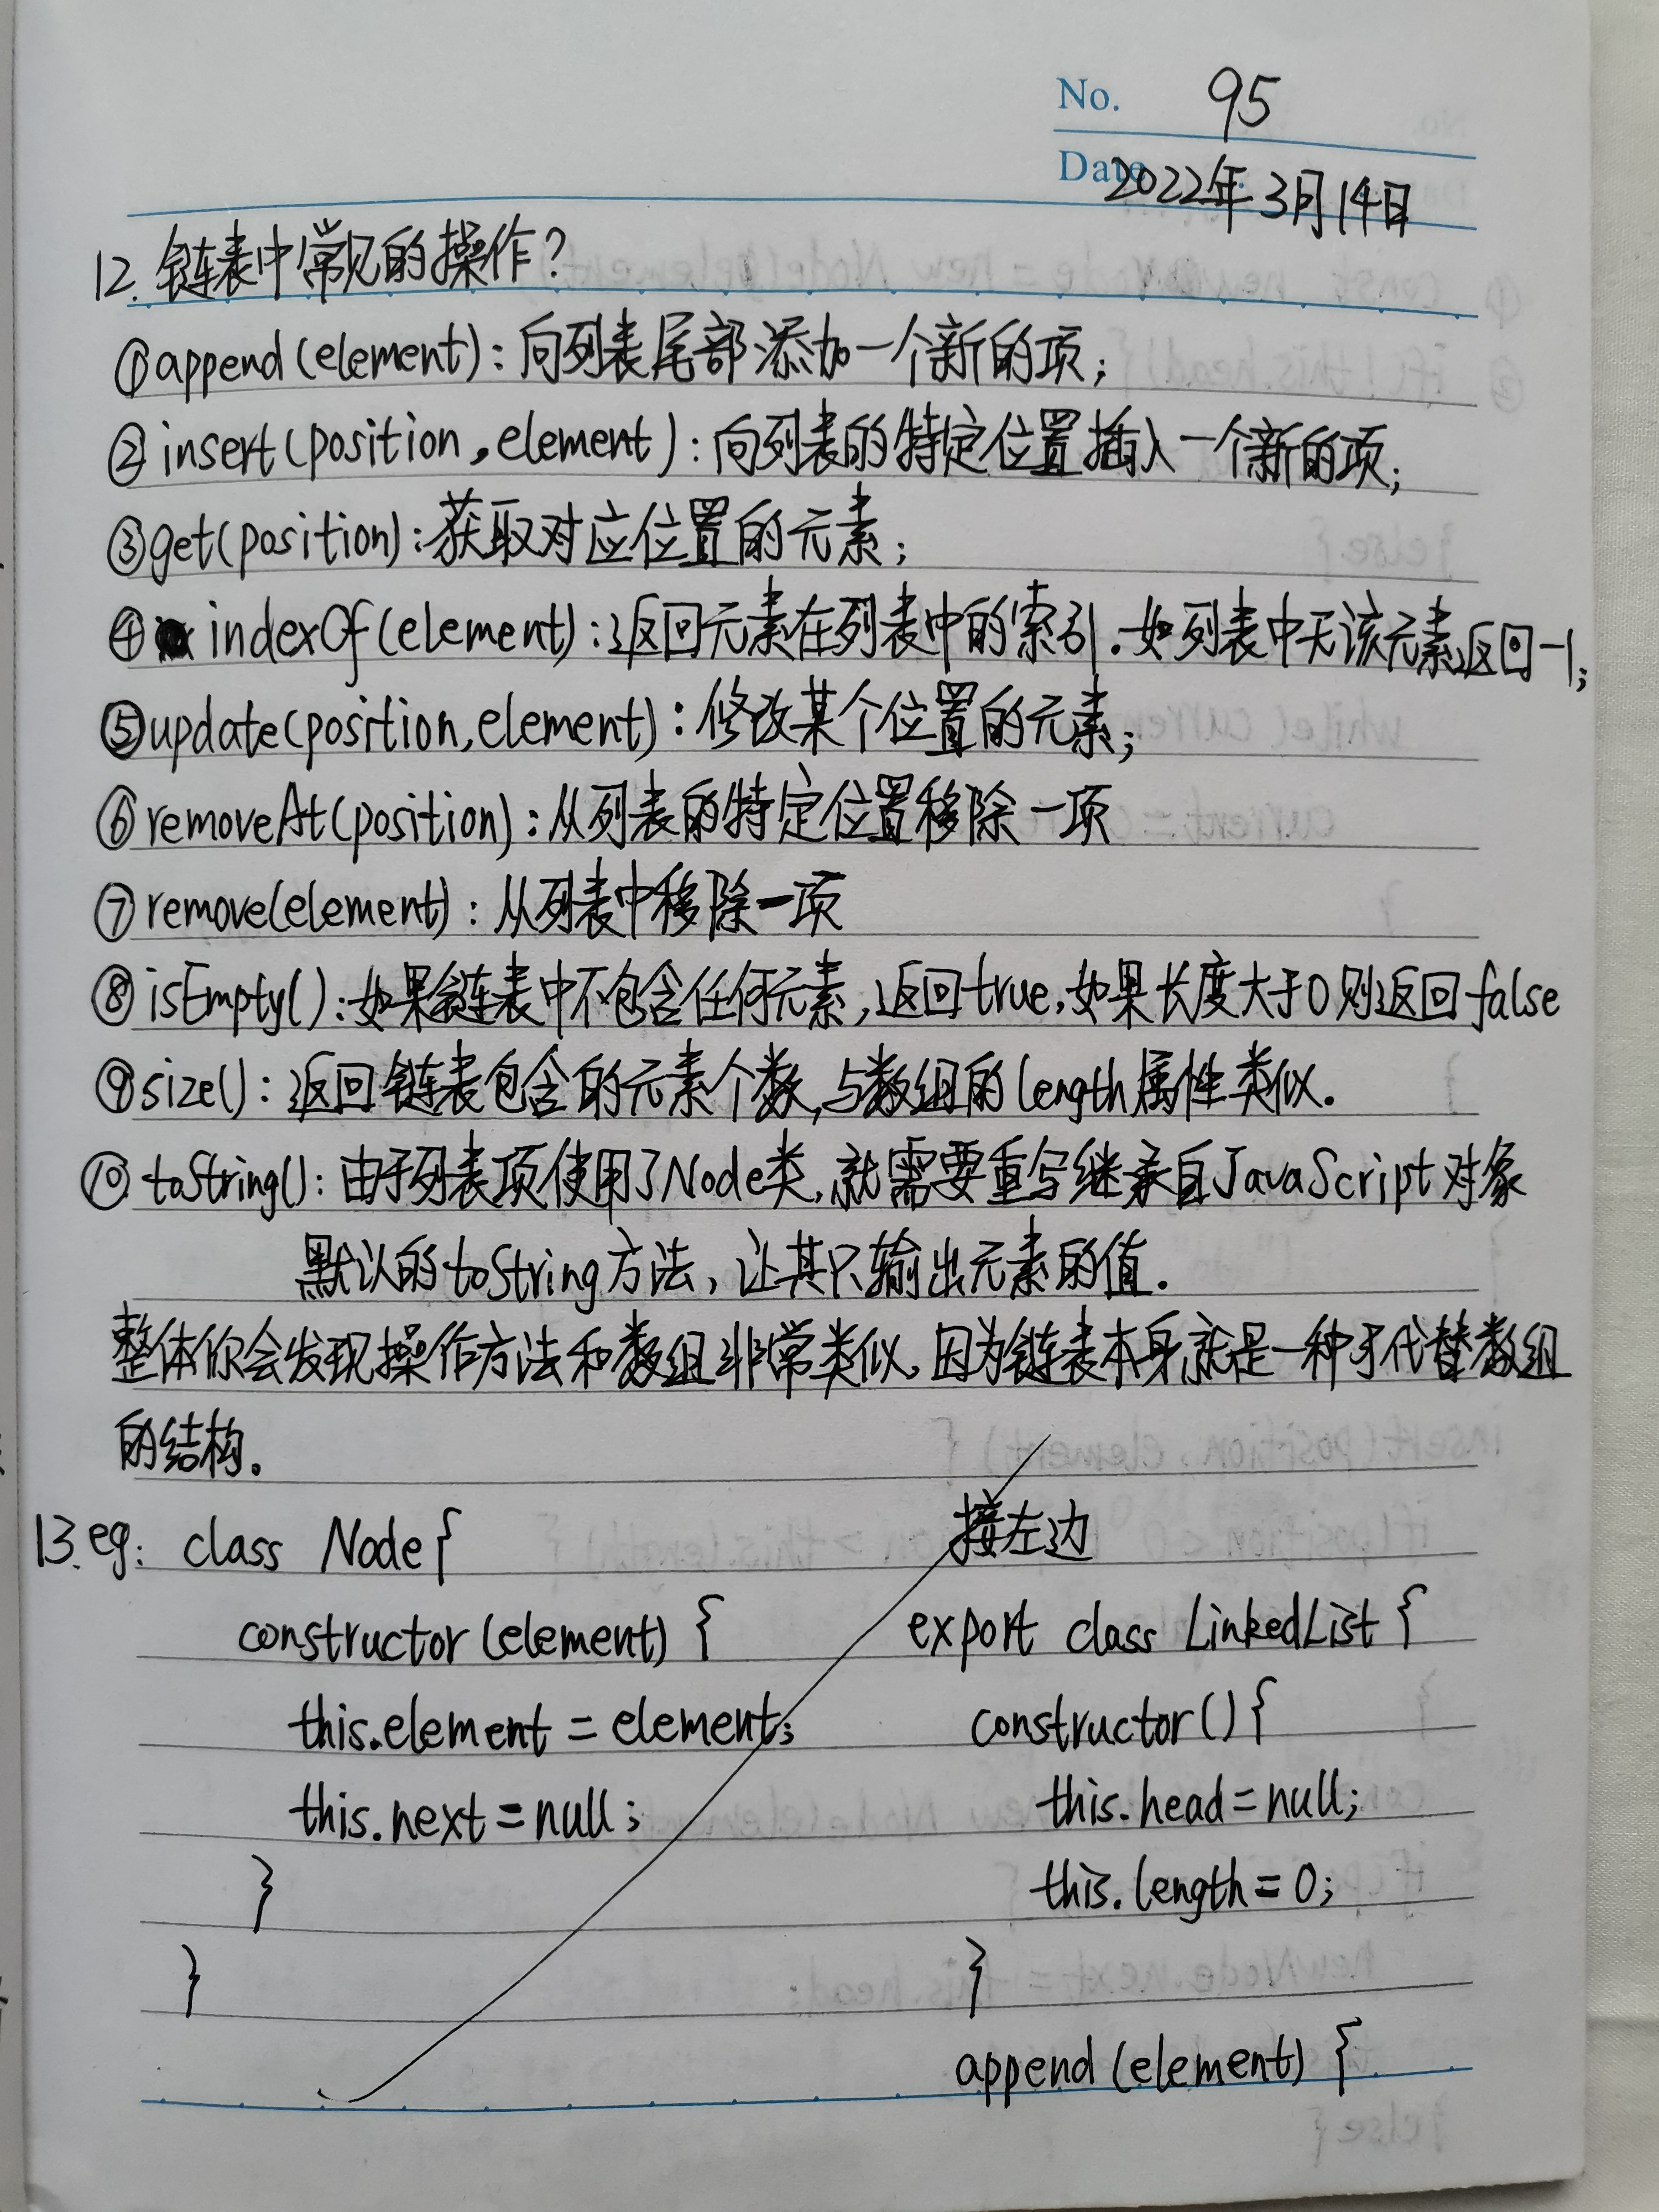 No. 95
Date 2022年3月14日
12. 链表中常见的操作?
①append(element):向列表尾部添加一个新的项;
②insert(position,element):向列表的特定位置插入一个新的项;
③get(position):获取对应位置的元素;
④indexOf(element):返回元素在列表中的索引.如列表中无该元素返回-1;
⑤update(position,element):修改某个位置的元素;
⑥removeAt(position):从列表的特定位置移除一项
⑦remove(element):从列表中移除一项
⑧isEmpty():如果链表中不包含任何元素,返回true,如果长度大于0则返回false
⑨size():返回链表包含的元素个数,与数组的length属性类似.
⑩toString():由于列表项使用了Node类,就需要重写继承自JavaScript对象
默认的toString方法,让其只输出元素的值.
整体你会发现操作方法和数组非常类似,因为链表本身就是一种于代替数组
的结构。
13.eg: class Node{
constructor(element) {
this.element = element;
this.next = null;
}
}
接左边
export class LinkedList {
constructor(){
this.head = null;
this.length = 0;
}
append(element) {